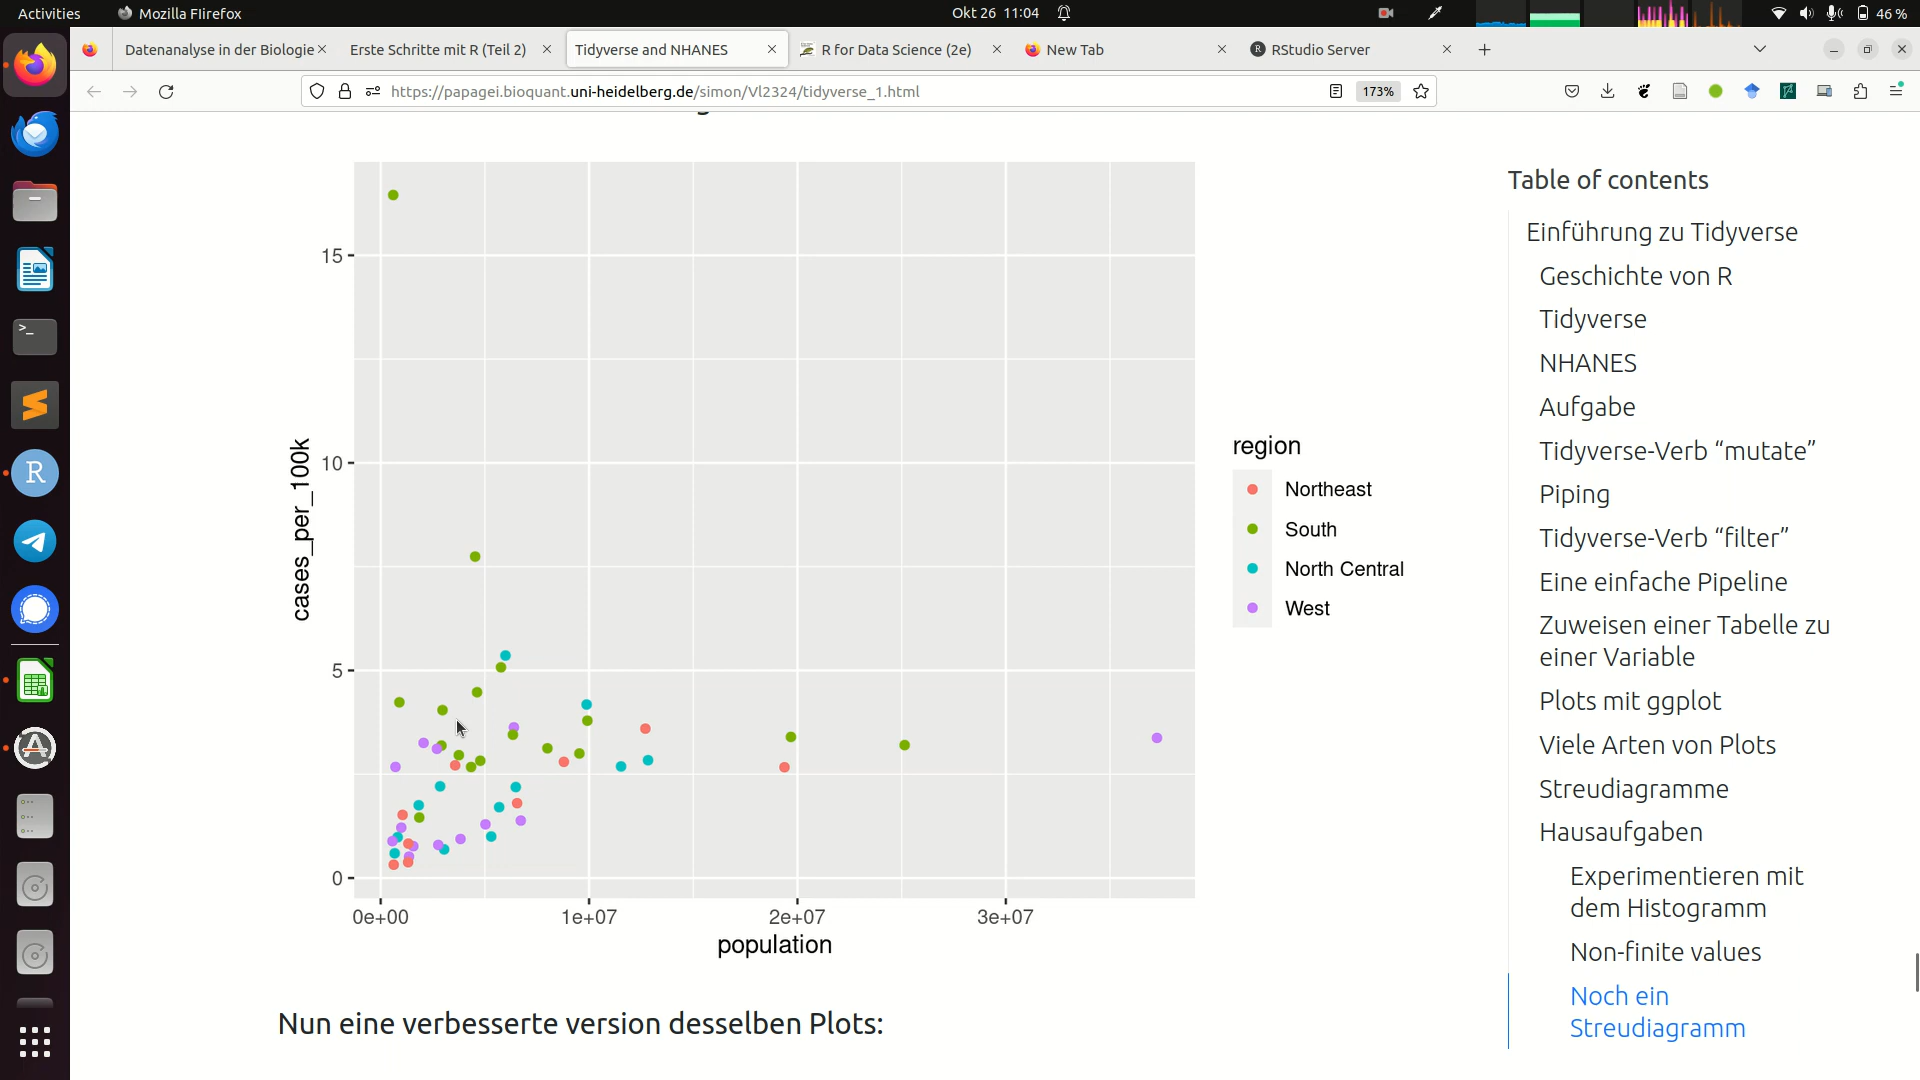 Activities
Mozilla FIirefox
Okt 26 11:04
46 %
Datenanalyse in der Biologie
Erste Schritte mit R (Teil 2)
Tidyverse and NHANES
R for Data Science (2e)
New Tab
RStudio Server
https://papagei.bioquant.uni-heidelberg.de/simon/Vl2324/tidyverse_1.html
173%
15
10
5
0
cases_per_100k
0e+00
1e+07
2e+07
3e+07
population
region
Northeast
South
North Central
West
Nun eine verbesserte version desselben Plots:
Table of contents
Einführung zu Tidyverse
Geschichte von R
Tidyverse
NHANES
Aufgabe
Tidyverse-Verb “mutate”
Piping
Tidyverse-Verb “filter”
Eine einfache Pipeline
Zuweisen einer Tabelle zu
einer Variable
Plots mit ggplot
Viele Arten von Plots
Streudiagramme
Hausaufgaben
Experimentieren mit
dem Histogramm
Non-finite values
Noch ein
Streudiagramm